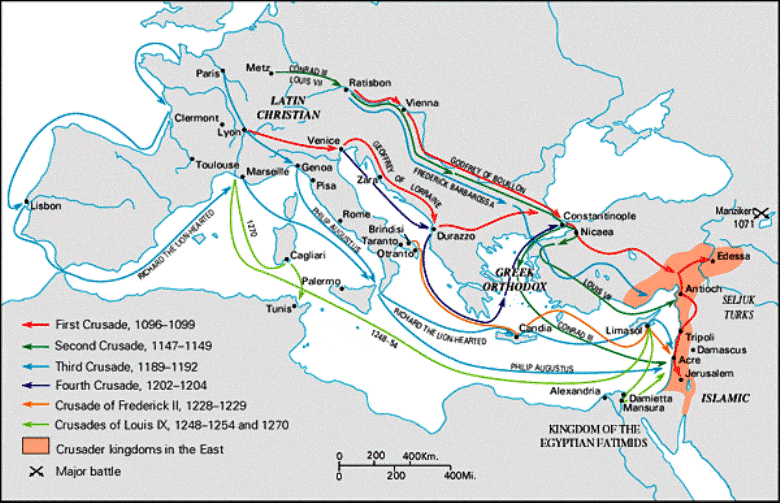 Paris
Metz
CONRAD III
LOUIS VII
Ratisbon
LATIN
CHRISTIAN
Vienna
Clermont
Lyon
Venice
GEOFFREY OF LORRAINE
GODFREY OF BOUILLON
FREDERICK BARBAROSSA
Toulouse
Marseille
Genoa
Pisa
Zara
Lisbon
RICHARD THE LION-HEARTED
1270
PHILIP AUGUSTUS
Rome
Brindisi
Taranto
Otranto
Durazzo
Constantinople
Nicaea
Manzikert
1071
Edessa
Cagliari
Palermo
Tunis
GREEK
ORTHODOX
LOUIS VII
Antioch
SELJUK
TURKS
1248-54
RICHARD THE LION-HEARTED
Candia
CONRAD III
Limasol
Tripoli
Damascus
PHILIP AUGUSTUS
Acre
Jerusalem
Alexandria
Damietta
Mansura
ISLAMIC
KINGDOM OF THE
EGYPTIAN FATIMIDS
First Crusade, 1096–1099
Second Crusade, 1147–1149
Third Crusade, 1189–1192
Fourth Crusade, 1202–1204
Crusade of Frederick II, 1228–1229
Crusades of Louis IX, 1248–1254 and 1270
Crusader kingdoms in the East
Major battle
0 200 400Km.
0 200 400Mi.